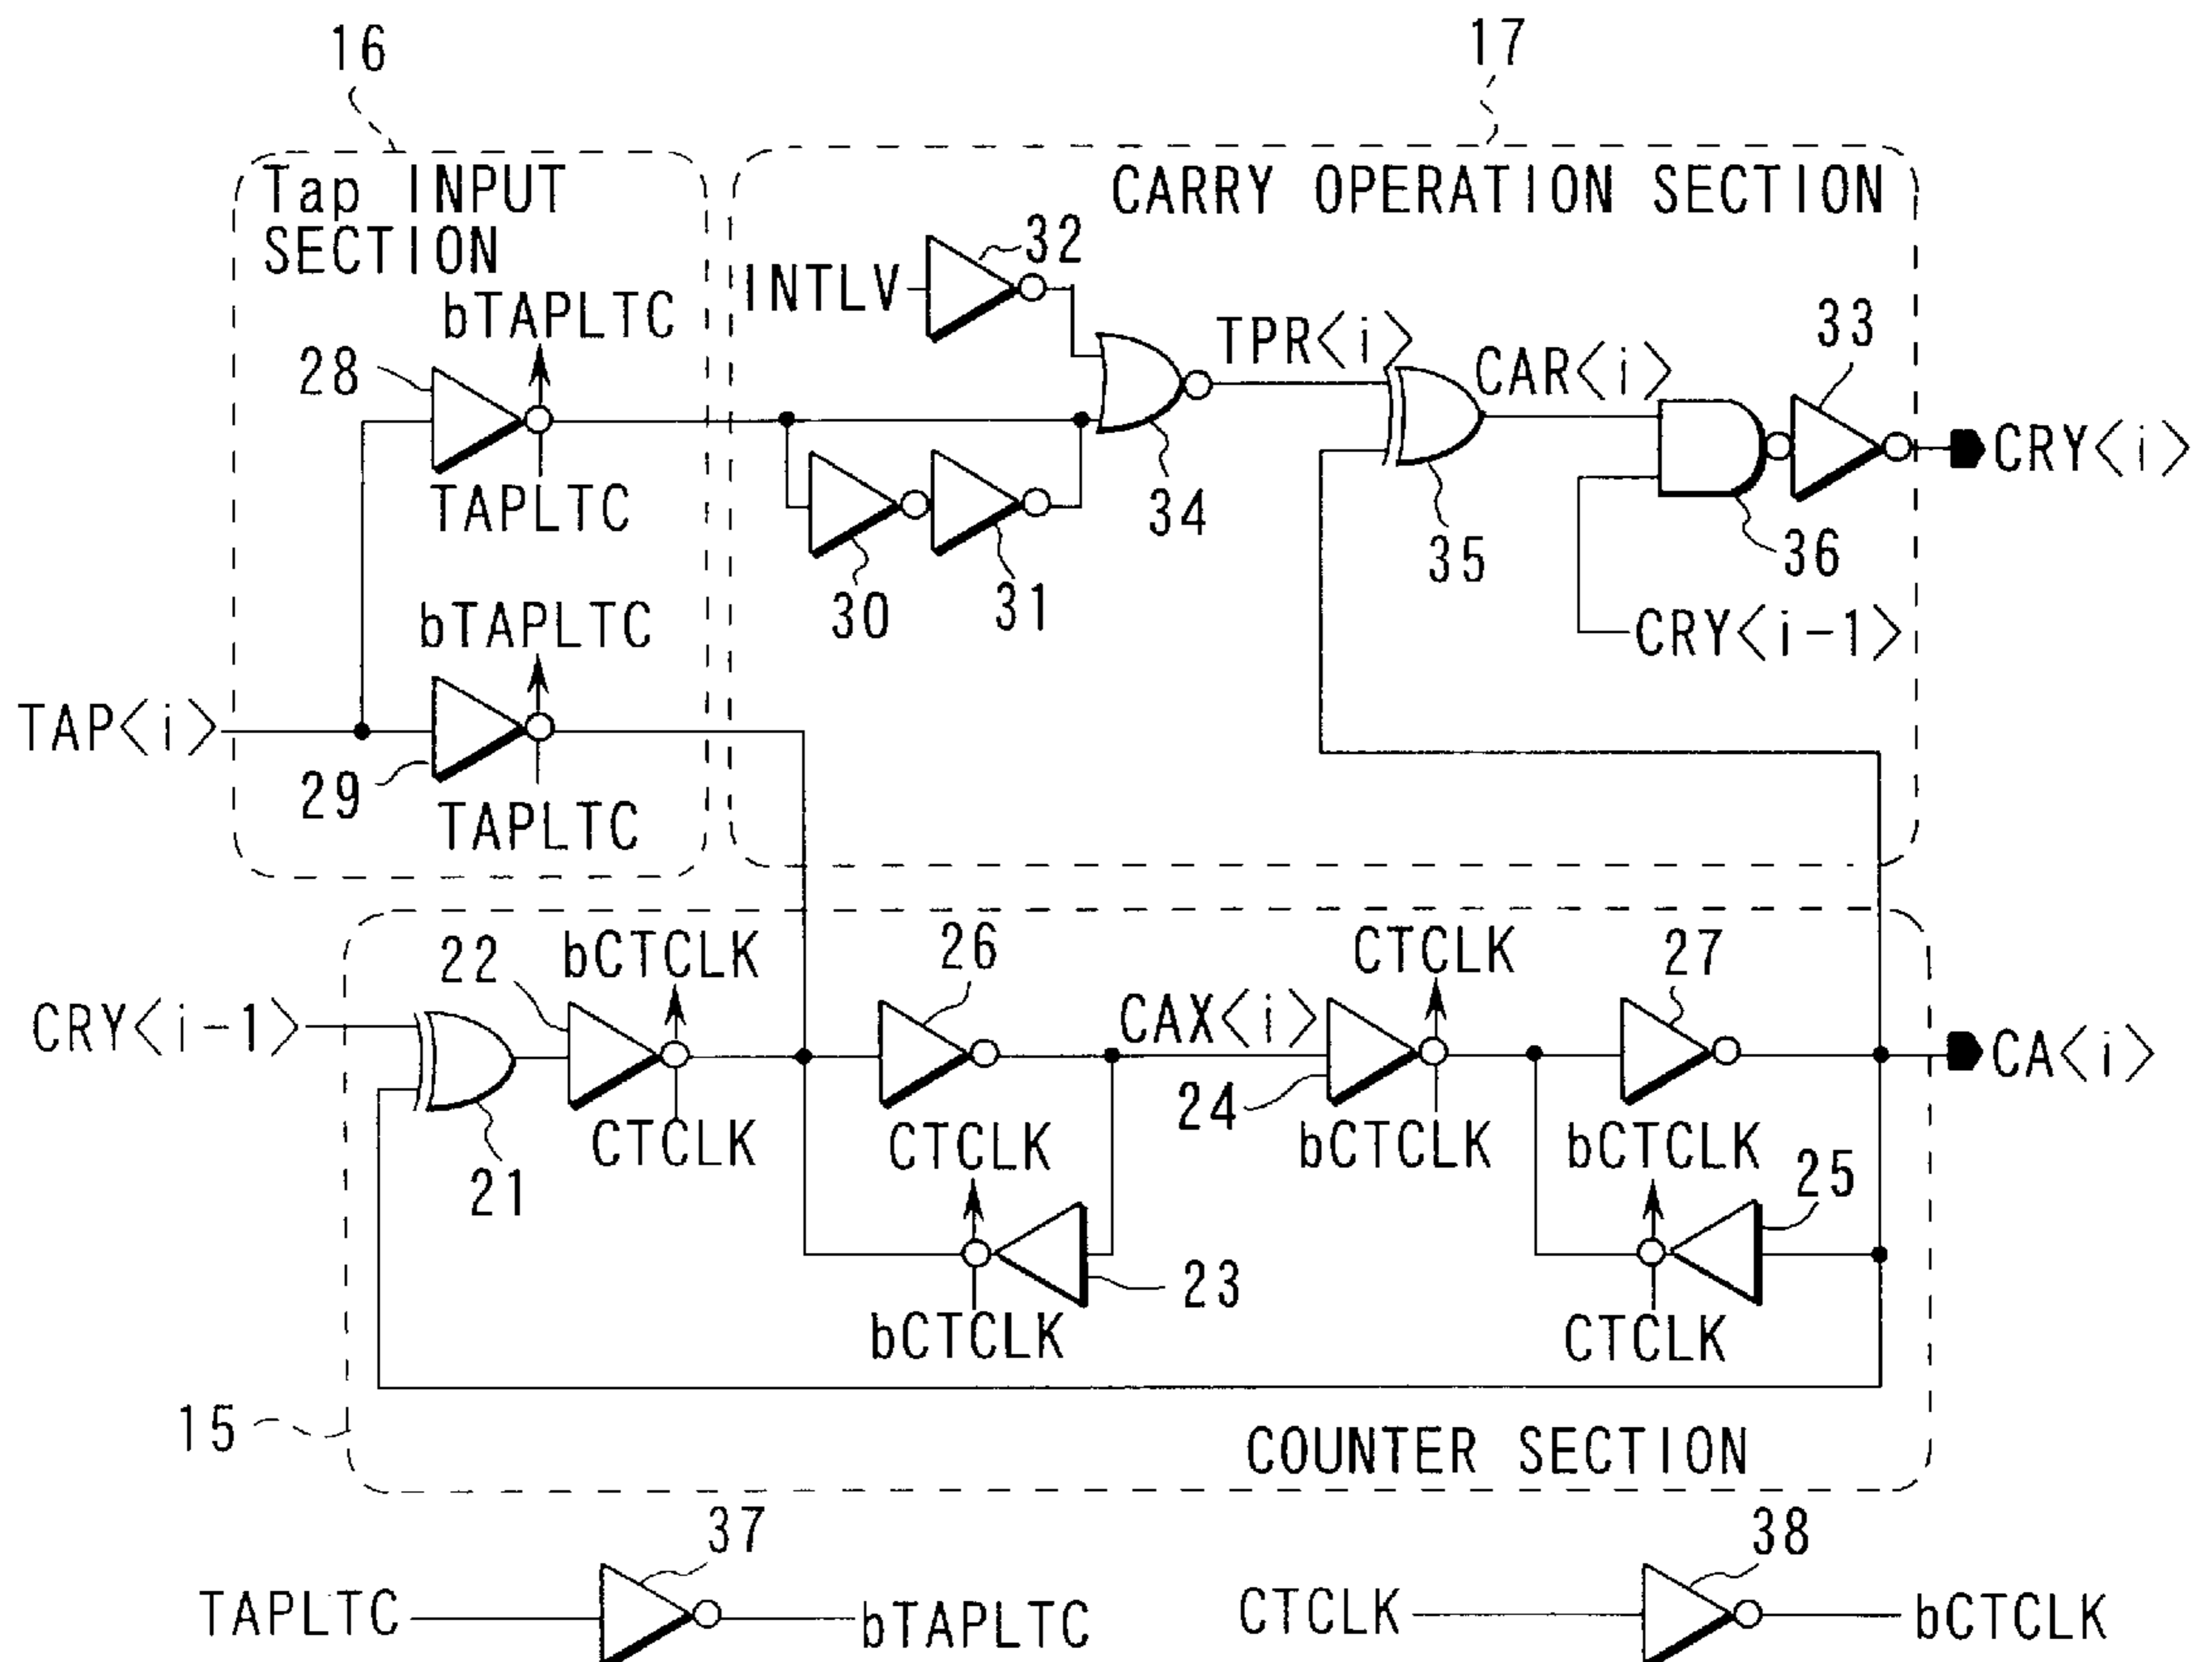 16
17
Tap INPUT
SECTION
CARRY OPERATION SECTION
32
INTLV
bTAPLTC
28
TAPLTC
TPR<i>
CAR<i>
33
CRY<i>
34
35
36
30
31
CRY<i-1>
bTAPLTC
TAP<i>
29
TAPLTC
22
bCTCLK
26
CTCLK
27
CRY<i-1>
CAX<i>
CA<i>
21
CTCLK
CTCLK
24
bCTCLK
bCTCLK
25
23
bCTCLK
CTCLK
15
COUNTER SECTION
37
38
TAPLTC
bTAPLTC
CTCLK
bCTCLK